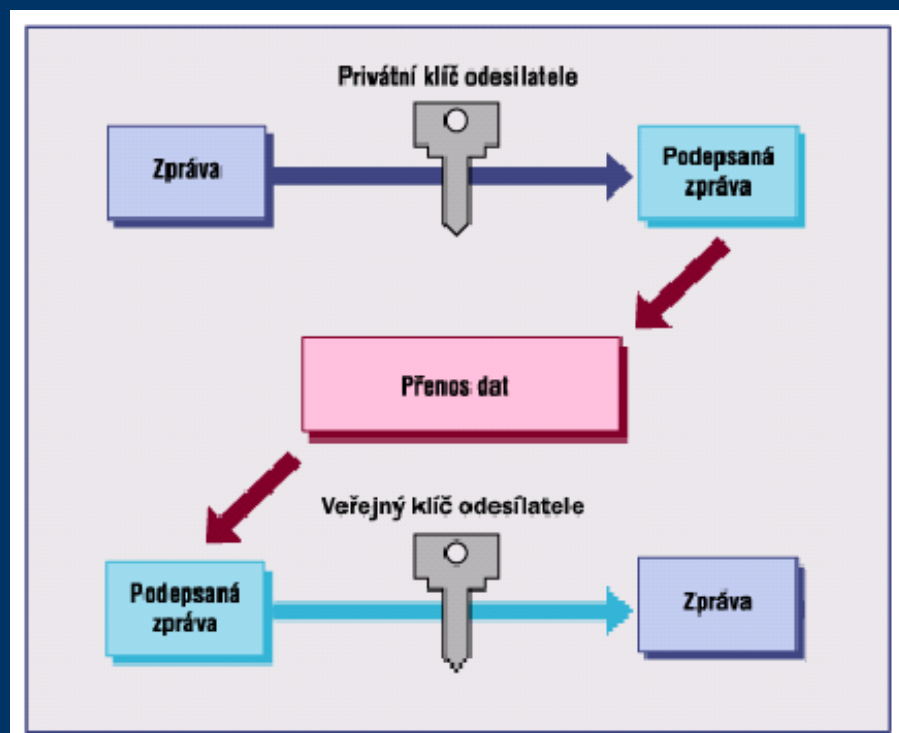 Privátní klíč odesilatele
Zpráva
Podepsaná
zpráva
Přenos dat
Veřejný klíč odesílatele
Podepsaná
zpráva
Zpráva